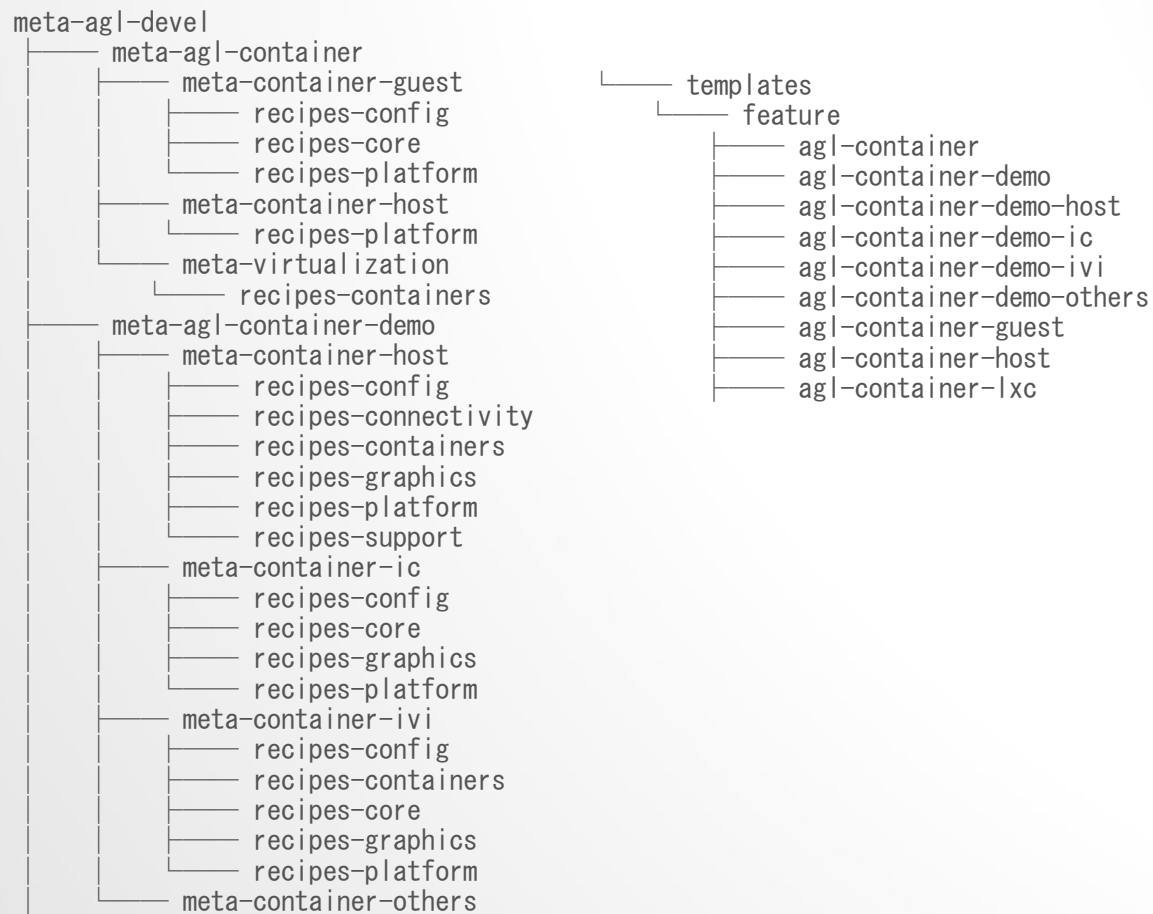 meta-agl-devel
├── meta-agl-container
│   ├── meta-container-guest
│   │   ├── recipes-config
│   │   ├── recipes-core
│   │   └── recipes-platform
│   ├── meta-container-host
│   │   └── recipes-platform
│   └── meta-virtualization
│       └── recipes-containers
├── meta-agl-container-demo
│   ├── meta-container-host
│   │   ├── recipes-config
│   │   ├── recipes-connectivity
│   │   ├── recipes-containers
│   │   ├── recipes-graphics
│   │   ├── recipes-platform
│   │   └── recipes-support
│   ├── meta-container-ic
│   │   ├── recipes-config
│   │   ├── recipes-core
│   │   ├── recipes-graphics
│   │   └── recipes-platform
│   ├── meta-container-ivi
│   │   ├── recipes-config
│   │   ├── recipes-containers
│   │   ├── recipes-core
│   │   ├── recipes-graphics
│   │   └── recipes-platform
│   └── meta-container-others
└── templates
    └── feature
        ├── agl-container
        ├── agl-container-demo
        ├── agl-container-demo-host
        ├── agl-container-demo-ic
        ├── agl-container-demo-ivi
        ├── agl-container-demo-others
        ├── agl-container-guest
        ├── agl-container-host
        ├── agl-container-lxc